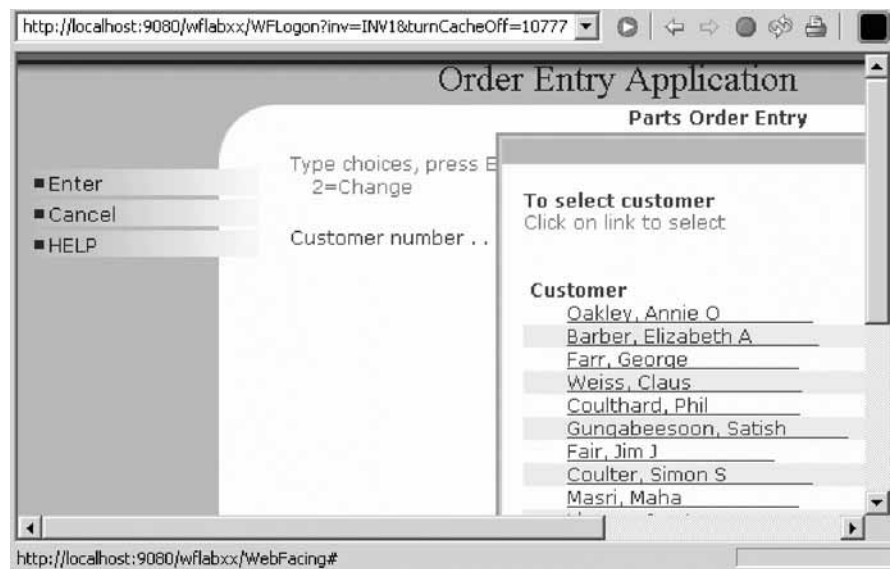 http://localhost:9080/wflabxx/WFLogon?inv=INV1&turnCacheOff=10777
Order Entry Application
Parts Order Entry
Enter
Cancel
HELP
Type choices, press E
2=Change
Customer number . .
To select customer
Click on link to select
Customer
Oakley, Annie O
Barber, Elizabeth A
Farr, George
Weiss, Claus
Coulthard, Phil
Gungabeesoon, Satish
Fair, Jim J
Coulter, Simon S
Masri, Maha
http://localhost:9080/wflabxx/WebFacing#